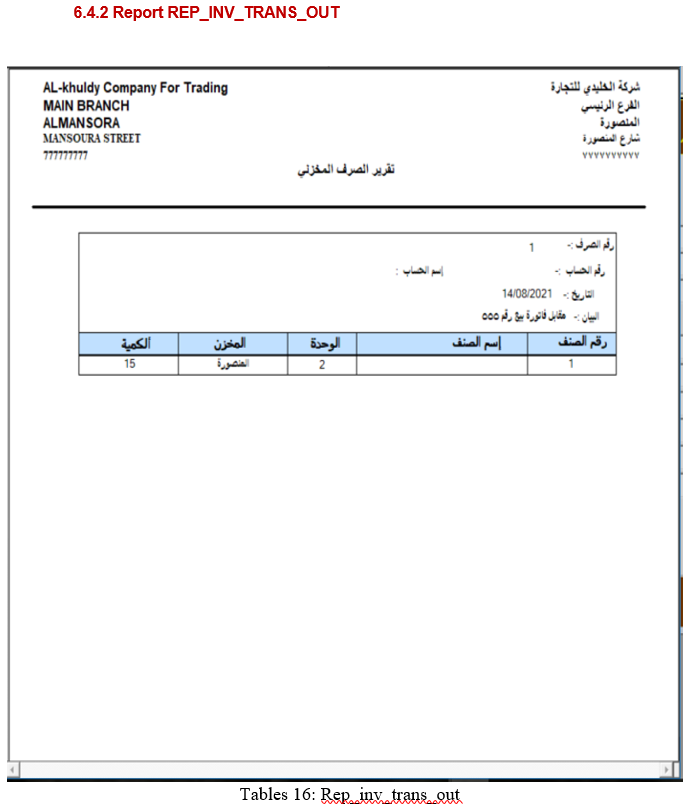 6.4.2 Report REP_INV_TRANS_OUT
AL-khuldy Company For Trading
MAIN BRANCH
ALMANSORA
MANSOURA STREET
777777777
شركة الخليدي للتجارة
الفرع الرئيسي
المنصورة
شارع المنصورة
٧٧٧٧٧٧٧٧٧٧
تقرير الصرف المخزني
رقم الصرف :- 1
رقم الحساب :- إسم الحساب :
التاريخ :- 14/08/2021
البيان :- مقابل فاتورة بيع رقم ٥٥٥
رقم الصنف إسم الصنف الوحدة المخزن ألكمية
1 2 المنصورة 15
Tables 16: Rep_inv_trans_out